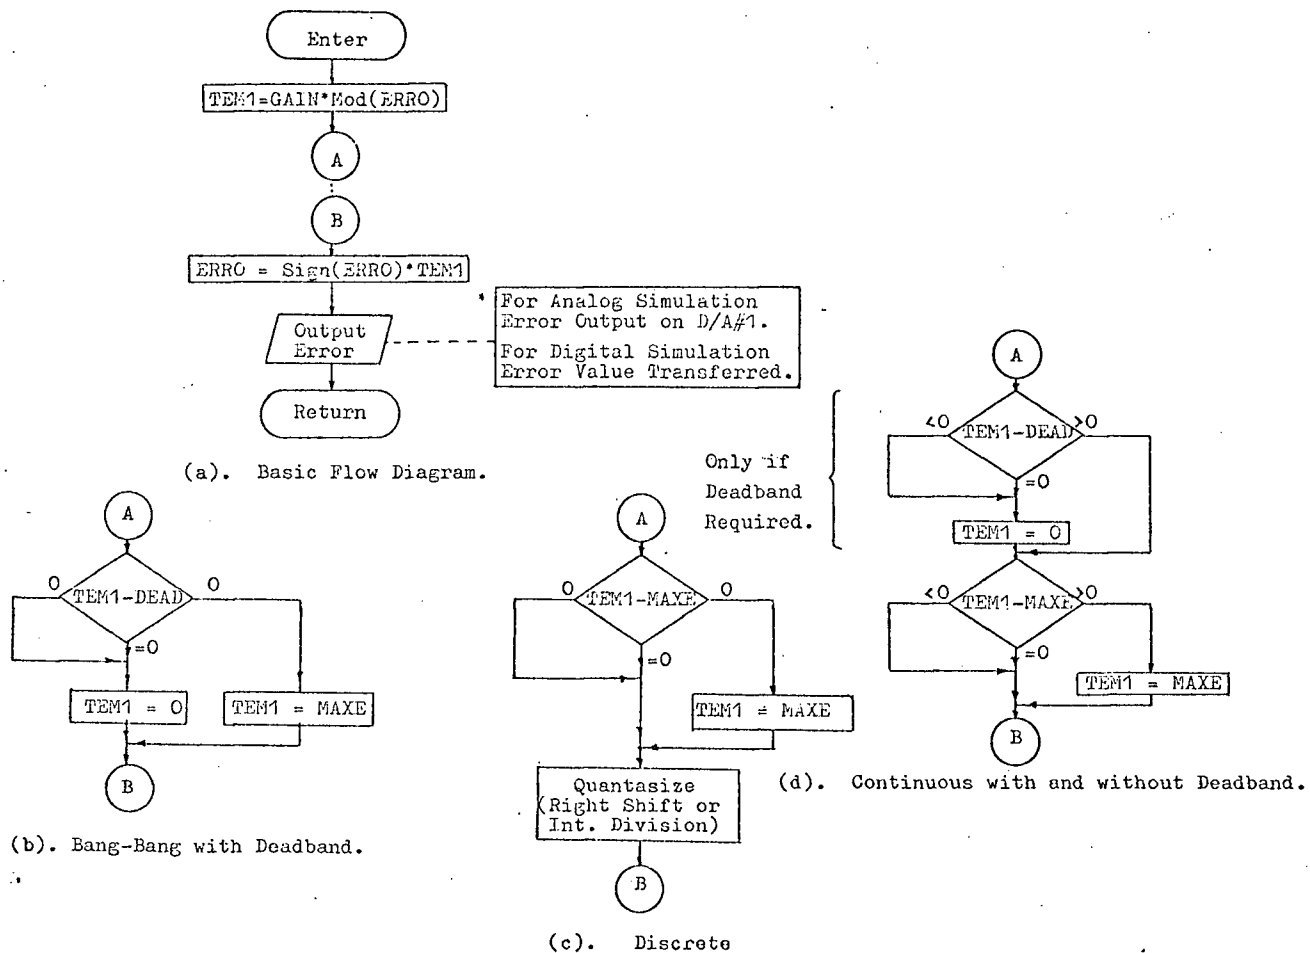 Enter
TEM1=GAIN*Mod(ERRO)
A
B
ERRO = Sign(ERRO)*TEM1
Output
Error
Return
For Analog Simulation
Error Output on D/A#1.
For Digital Simulation
Error Value Transferred.
(a). Basic Flow Diagram.
A
TEM1-DEAD
0
0
=0
TEM1 = 0
TEM1 = MAXE
B
(b). Bang-Bang with Deadband.
A
TEM1-MAXE
0
0
=0
TEM1 = MAXE
Quantasize
(Right Shift or
Int. Division)
B
(c). Discrete
Only if
Deadband
Required.
A
<0
TEM1-DEAD
>0
=0
TEM1 = 0
<0
TEM1-MAXE
>0
=0
TEM1 = MAXE
B
(d). Continuous with and without Deadband.